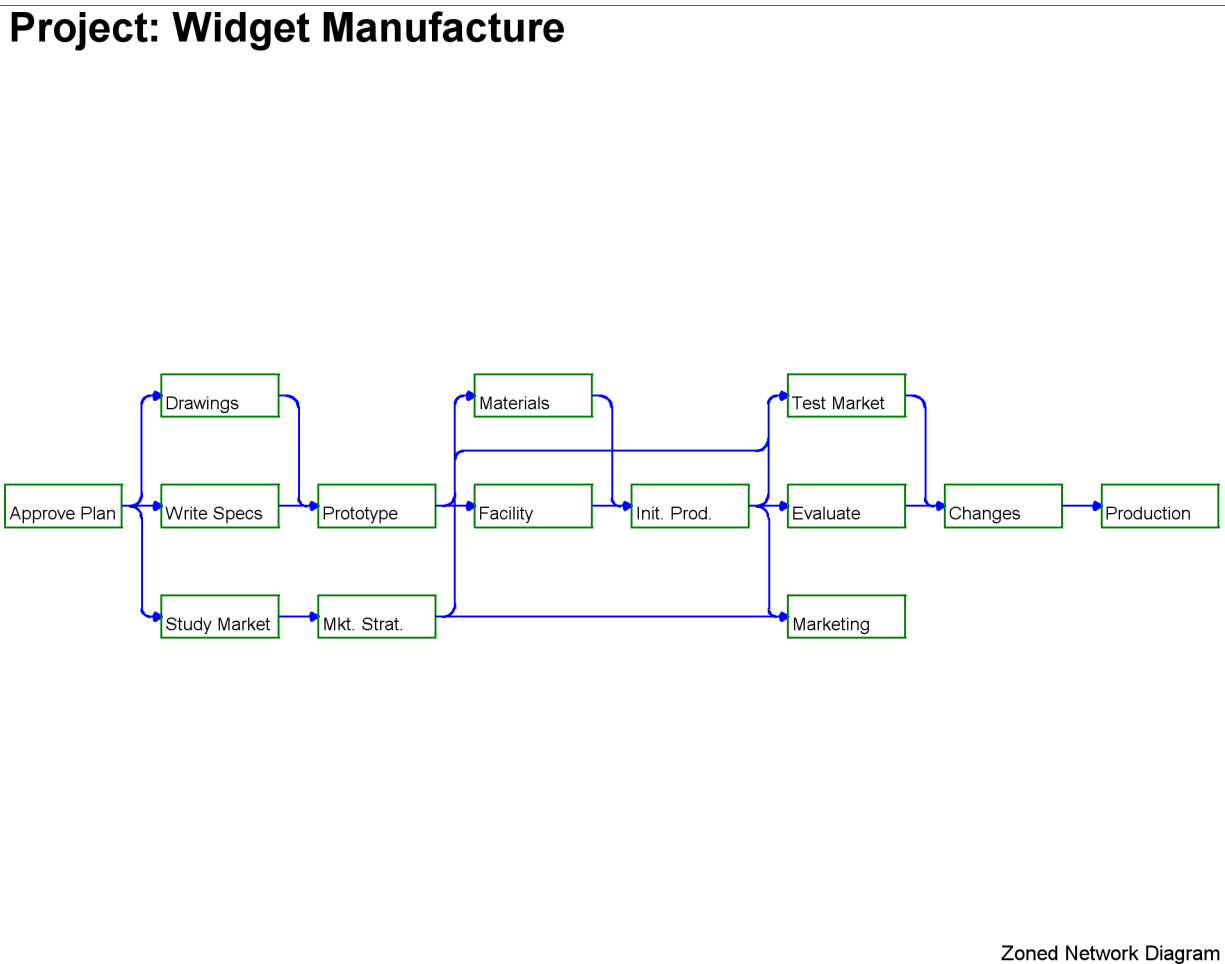 Project: Widget Manufacture
Drawings
Materials
Test Market
Approve Plan
Write Specs
Prototype
Facility
Init. Prod.
Evaluate
Changes
Production
Study Market
Mkt. Strat.
Marketing
Zoned Network Diagram